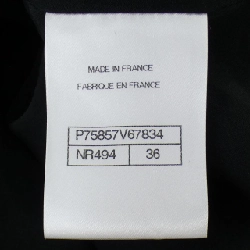 MADE IN FRANCE
FABRIQUE EN FRANCE
P75857V67834
NR494 36